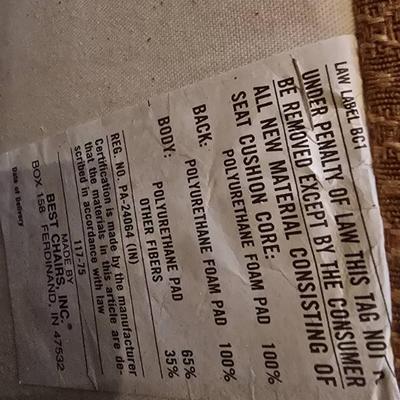 LAW LABEL BC1
UNDER PENALTY OF LAW THIS TAG NOT
BE REMOVED EXCEPT BY THE CONSUMER
ALL NEW MATERIAL CONSISTING OF
SEAT CUSHION CORE:
POLYURETHANE FOAM PAD 100%
BACK:
POLYURETHANE FOAM PAD 100%
BODY:
POLYURETHANE PAD 65%
OTHER FIBERS 35%
REG. NO. PA-24064 (IN)
Certification is made by the manufacturer
that the materials in this article are de-
scribed in accordance with law
117-75
MADE BY
BEST CHAIRS, INC.®
BOX 158 FERDINAND, IN 47532
Date of Delivery